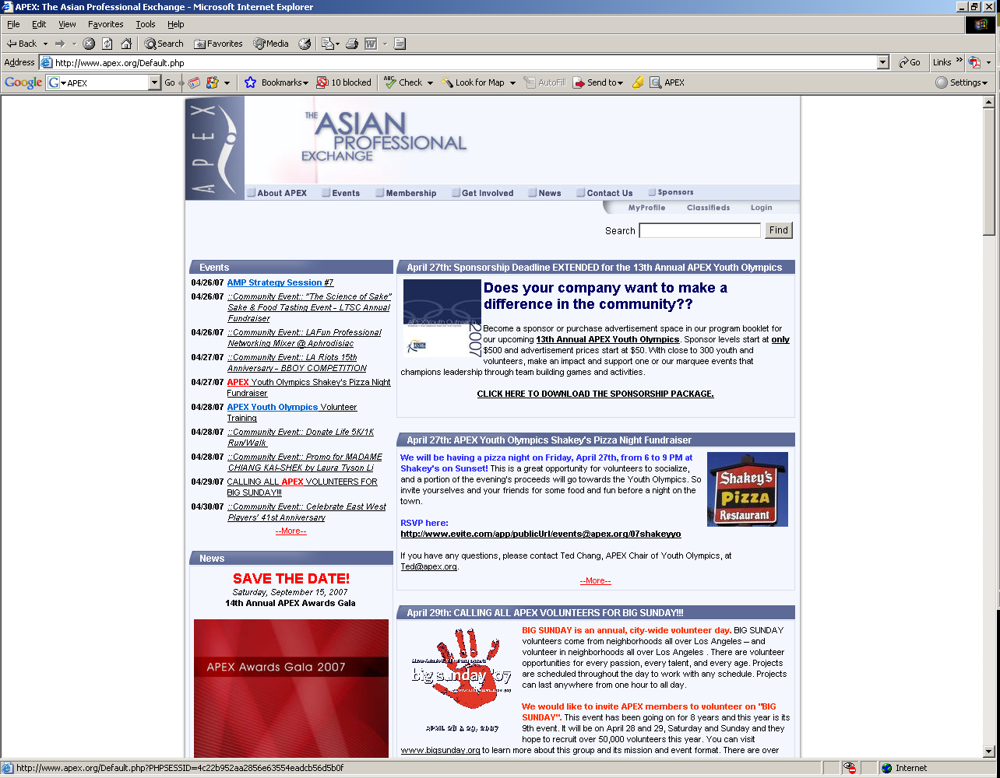 APEX: The Asian Professional Exchange - Microsoft Internet Explorer
File Edit View Favorites Tools Help
Back Search Favorites Media
Address http://www.apex.org/Default.php Go Links »
Google G APEX Go Bookmarks 10 blocked ABC Check Look for Map AutoFill Send to APEX Settings
APEX
THE ASIAN
PROFESSIONAL
EXCHANGE
About APEX Events Membership Get Involved News Contact Us Sponsors
MyProfile Classifieds Login
Search Find
Events
04/26/07 AMP Strategy Session #7
04/26/07 ::Community Event:: "The Science of Sake"
Sake & Food Tasting Event - LTSC Annual
Fundraiser
04/26/07 ::Community Event:: LAFun Professional
Networking Mixer @ Aphrodisiac
04/27/07 ::Community Event:: LA Riots 15th
Anniversary - BBOY COMPETITION
04/27/07 APEX Youth Olympics Shakey's Pizza Night
Fundraiser
04/28/07 APEX Youth Olympics Volunteer
Training
04/28/07 ::Community Event:: Donate Life 5K/1K
Run/Walk
04/28/07 ::Community Event:: Promo for MADAME
CHIANG KAI-SHEK by Laura Tyson Li
04/29/07 CALLING ALL APEX VOLUNTEERS FOR
BIG SUNDAY!!!
04/30/07 ::Community Event:: Celebrate East West
Players' 41st Anniversary
--More--
News
SAVE THE DATE!
Saturday, September 15, 2007
14th Annual APEX Awards Gala
APEX Awards Gala 2007
April 27th: Sponsorship Deadline EXTENDED for the 13th Annual APEX Youth Olympics
APEX Youth Outreach
2007
YOUTH
Does your company want to make a
difference in the community??
Become a sponsor or purchase advertisement space in our program booklet for
our upcoming 13th Annual APEX Youth Olympics. Sponsor levels start at only
$500 and advertisement prices start at $50. With close to 300 youth and
volunteers, make an impact and support one or our marquee events that
champions leadership through team building games and activities.
CLICK HERE TO DOWNLOAD THE SPONSORSHIP PACKAGE.
April 27th: APEX Youth Olympics Shakey's Pizza Night Fundraiser
We will be having a pizza night on Friday, April 27th, from 6 to 9 PM at
Shakey's on Sunset! This is a great opportunity for volunteers to socialize,
and a portion of the evening's proceeds will go towards the Youth Olympics. So
invite yourselves and your friends for some food and fun before a night on the
town.
Shakey's
Pizza
Restaurant
RSVP here:
http://www.evite.com/app/publicUrl/events@apex.org/07shakeyyo
If you have any questions, please contact Ted Chang, APEX Chair of Youth Olympics, at
Ted@apex.org.
--More--
April 29th: CALLING ALL APEX VOLUNTEERS FOR BIG SUNDAY!!!
big sunday '07
APRIL 28 & 29, 2007
BIG SUNDAY is an annual, city-wide volunteer day. BIG SUNDAY
volunteers come from neighborhoods all over Los Angeles – and
volunteer in neighborhoods all over Los Angeles . There are volunteer
opportunities for every passion, every talent, and every age. Projects
are scheduled throughout the day to work with any schedule. Projects
can last anywhere from one hour to all day.
We would like to invite APEX members to volunteer on "BIG
SUNDAY". This event has been going on for 8 years and this year is its
9th event. It will be on April 28 and 29, Saturday and Sunday and they
hope to recruit over 50,000 volunteers this year. You can visit
www.bigsunday.org to learn more about this group and its mission and event format. There are over
http://www.apex.org/Default.php?PHPSESSID=4c22b952aa2856e63554eadcb56d5b0f Internet